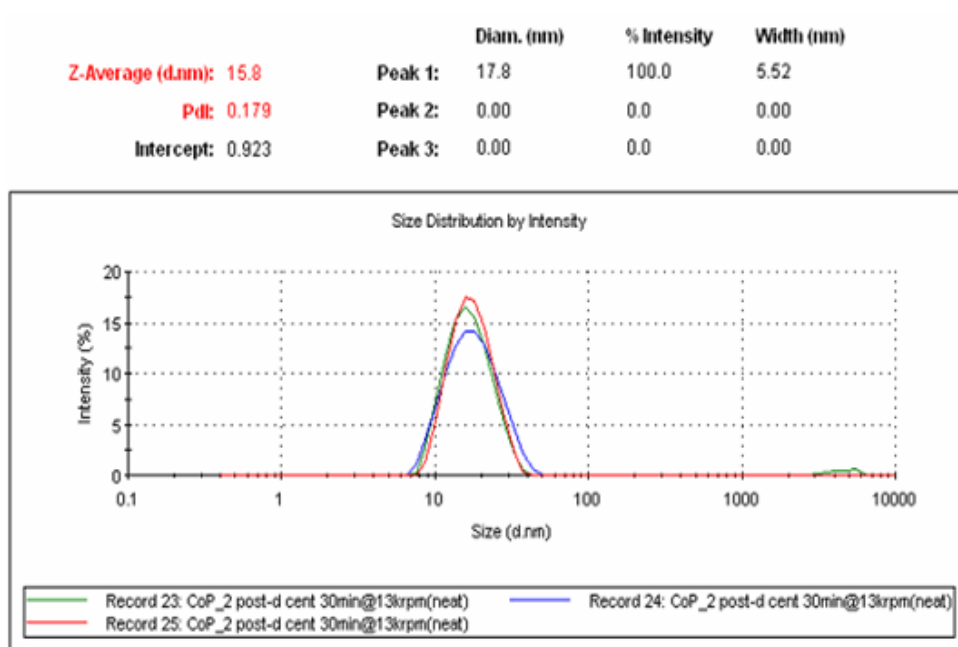 Diam. (nm) % Intensity Width (nm)
Z-Average (d.nm): 15.8 Peak 1: 17.8 100.0 5.52
PdI: 0.179 Peak 2: 0.00 0.0 0.00
Intercept: 0.923 Peak 3: 0.00 0.0 0.00
Size Distribution by Intensity
20
15
10
5
0
Intensity (%)
0.1 1 10 100 1000 10000
Size (d.nm)
Record 23: CoP_2 post-d cent 30min@13krpm(neat) Record 24: CoP_2 post-d cent 30min@13krpm(neat)
Record 25: CoP_2 post-d cent 30min@13krpm(neat)